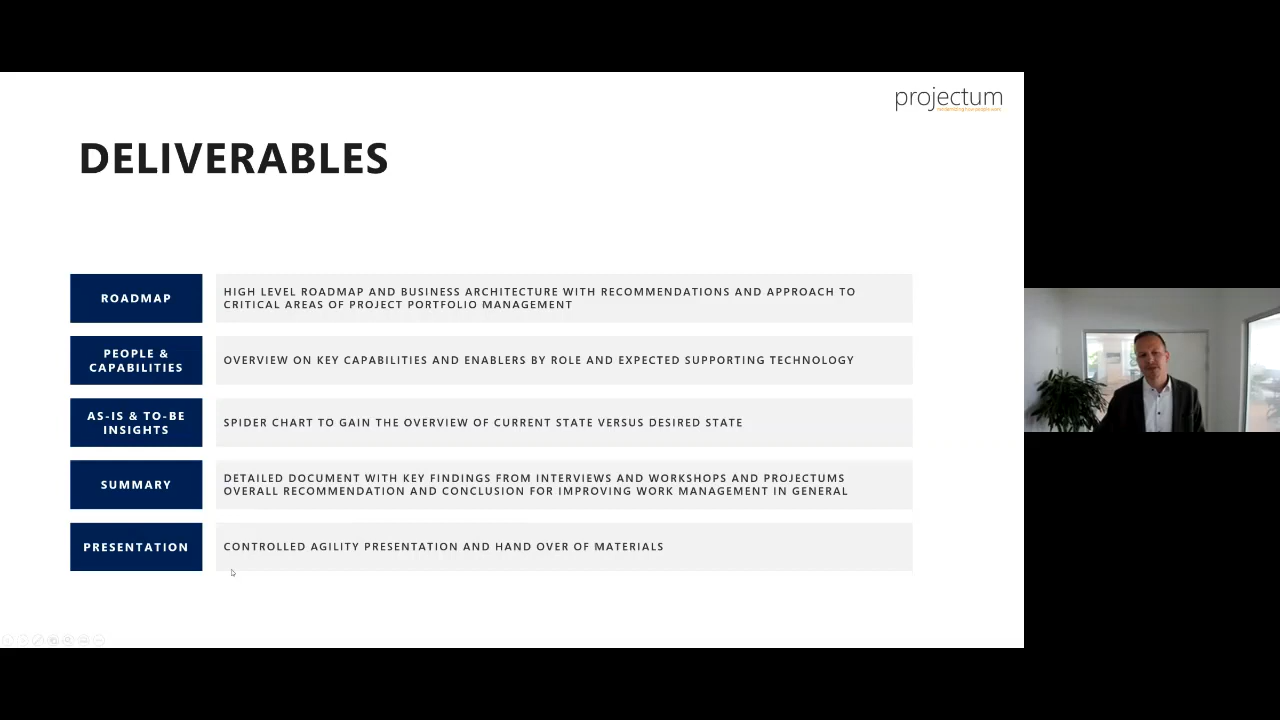 projectum
DELIVERABLES
ROADMAP
HIGH LEVEL ROADMAP AND BUSINESS ARCHITECTURE WITH RECOMMENDATIONS AND APPROACH TO
CRITICAL AREAS OF PROJECT PORTFOLIO MANAGEMENT
PEOPLE &
CAPABILITIES
OVERVIEW ON KEY CAPABILITIES AND ENABLERS BY ROLE AND EXPECTED SUPPORTING TECHNOLOGY
AS-IS & TO-BE
INSIGHTS
SPIDER CHART TO GAIN THE OVERVIEW OF CURRENT STATE VERSUS DESIRED STATE
SUMMARY
DETAILED DOCUMENT WITH KEY FINDINGS FROM INTERVIEWS AND WORKSHOPS AND PROJECTUMS
OVERALL RECOMMENDATION AND CONCLUSION FOR IMPROVING WORK MANAGEMENT IN GENERAL
PRESENTATION
CONTROLLED AGILITY PRESENTATION AND HAND OVER OF MATERIALS